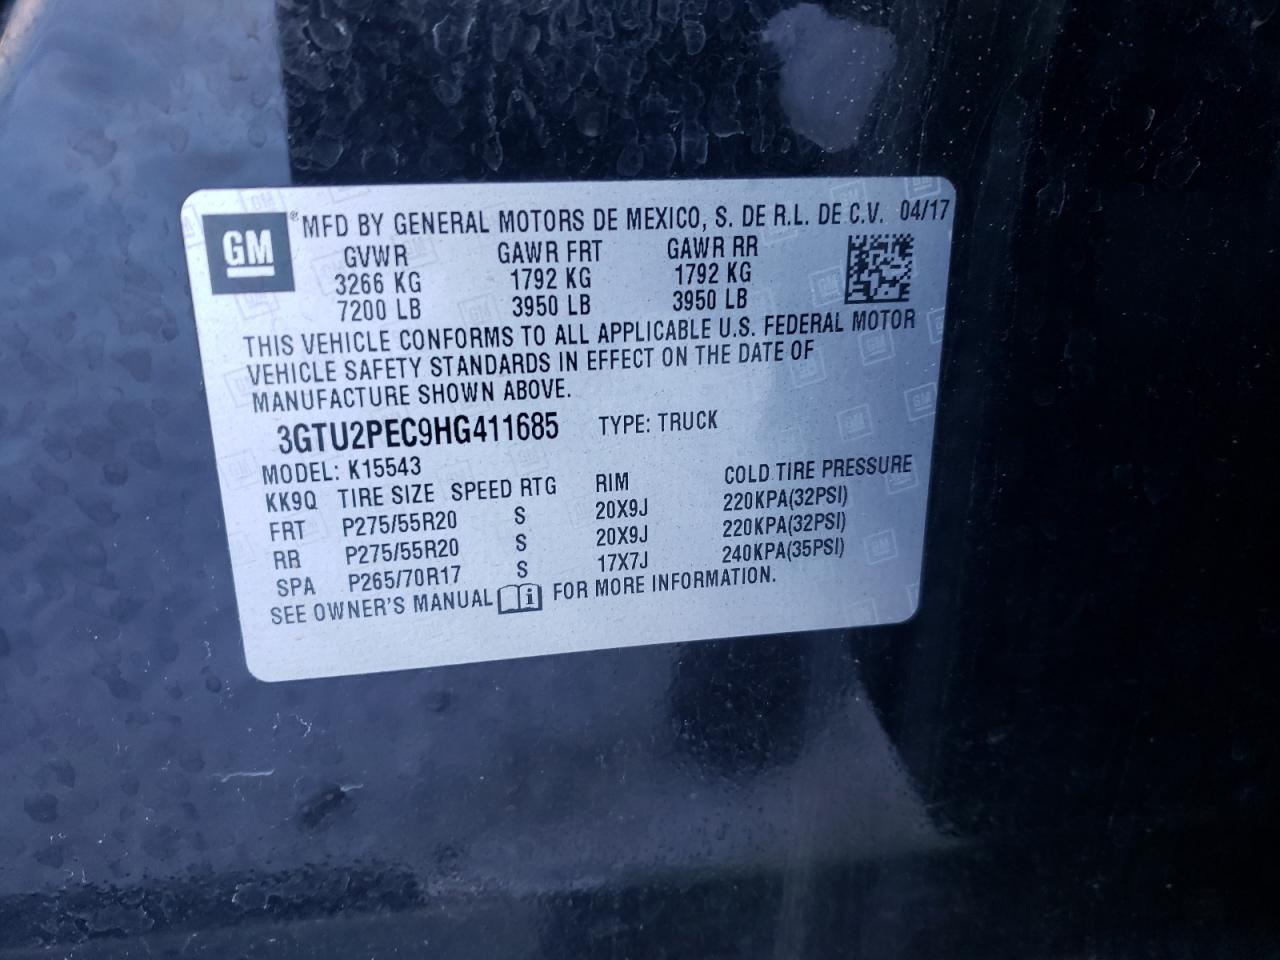 GM ® MFD BY GENERAL MOTORS DE MEXICO, S. DE R.L. DE C.V. 04/17
GVWR GAWR FRT GAWR RR
3266 KG 1792 KG 1792 KG
7200 LB 3950 LB 3950 LB
THIS VEHICLE CONFORMS TO ALL APPLICABLE U.S. FEDERAL MOTOR
VEHICLE SAFETY STANDARDS IN EFFECT ON THE DATE OF
MANUFACTURE SHOWN ABOVE.
3GTU2PEC9HG411685 TYPE: TRUCK
MODEL: K15543
KK9Q TIRE SIZE SPEED RTG RIM COLD TIRE PRESSURE
FRT P275/55R20 S 20X9J 220KPA(32PSI)
RR P275/55R20 S 20X9J 220KPA(32PSI)
SPA P265/70R17 S 17X7J 240KPA(35PSI)
SEE OWNER'S MANUAL i FOR MORE INFORMATION.